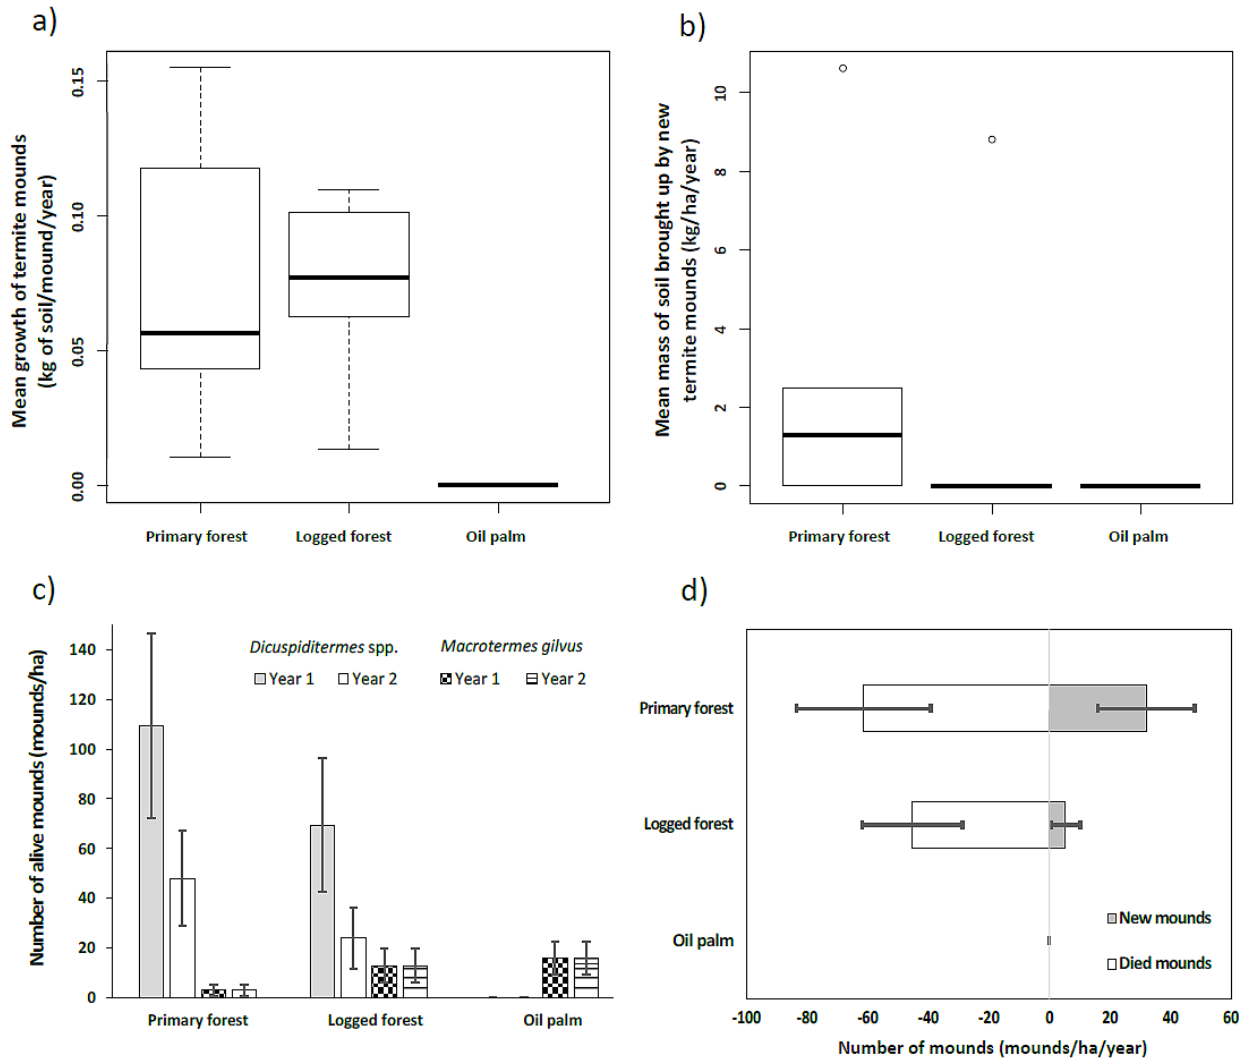 a)
Mean growth of termite mounds
(kg of soil/mound/year)
0.15
0.10
0.05
0.00
Primary forest
Logged forest
Oil palm
b)
Mean mass of soil brought up by new
termite mounds (kg/ha/year)
10
8
6
4
2
0
Primary forest
Logged forest
Oil palm
c)
Number of alive mounds (mounds/ha)
140
120
100
80
60
40
20
0
Dicuspiditermes spp.
Macrotermes gilvus
Year 1
Year 2
Year 1
Year 2
Primary forest
Logged forest
Oil palm
d)
Primary forest
Logged forest
Oil palm
New mounds
Died mounds
-100
-80
-60
-40
-20
0
20
40
60
Number of mounds (mounds/ha/year)